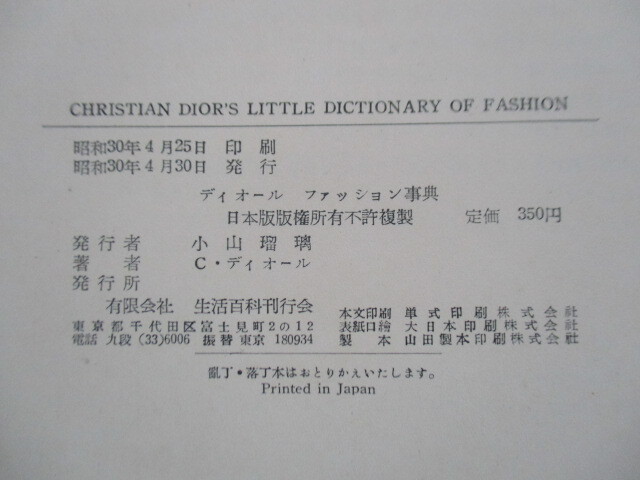 CHRISTIAN DIOR'S LITTLE DICTIONARY OF FASHION
昭和30年4月25日 印刷
昭和30年4月30日 発行
ディオール ファッション事典
日本版版権所有不許複製 定価 350円
発行者 小山瑠璃
著者 C・ディオール
発行所
有限会社 生活百科刊行会
東京都千代田区富士見町2の12
電話 九段 (33)6006 振替 東京 180934
本文印刷 単式印刷株式会社
表紙口繪 大日本印刷株式会社
製本 山田製本印刷株式会社
亂丁・落丁本はおとりかえいたします。
Printed in Japan